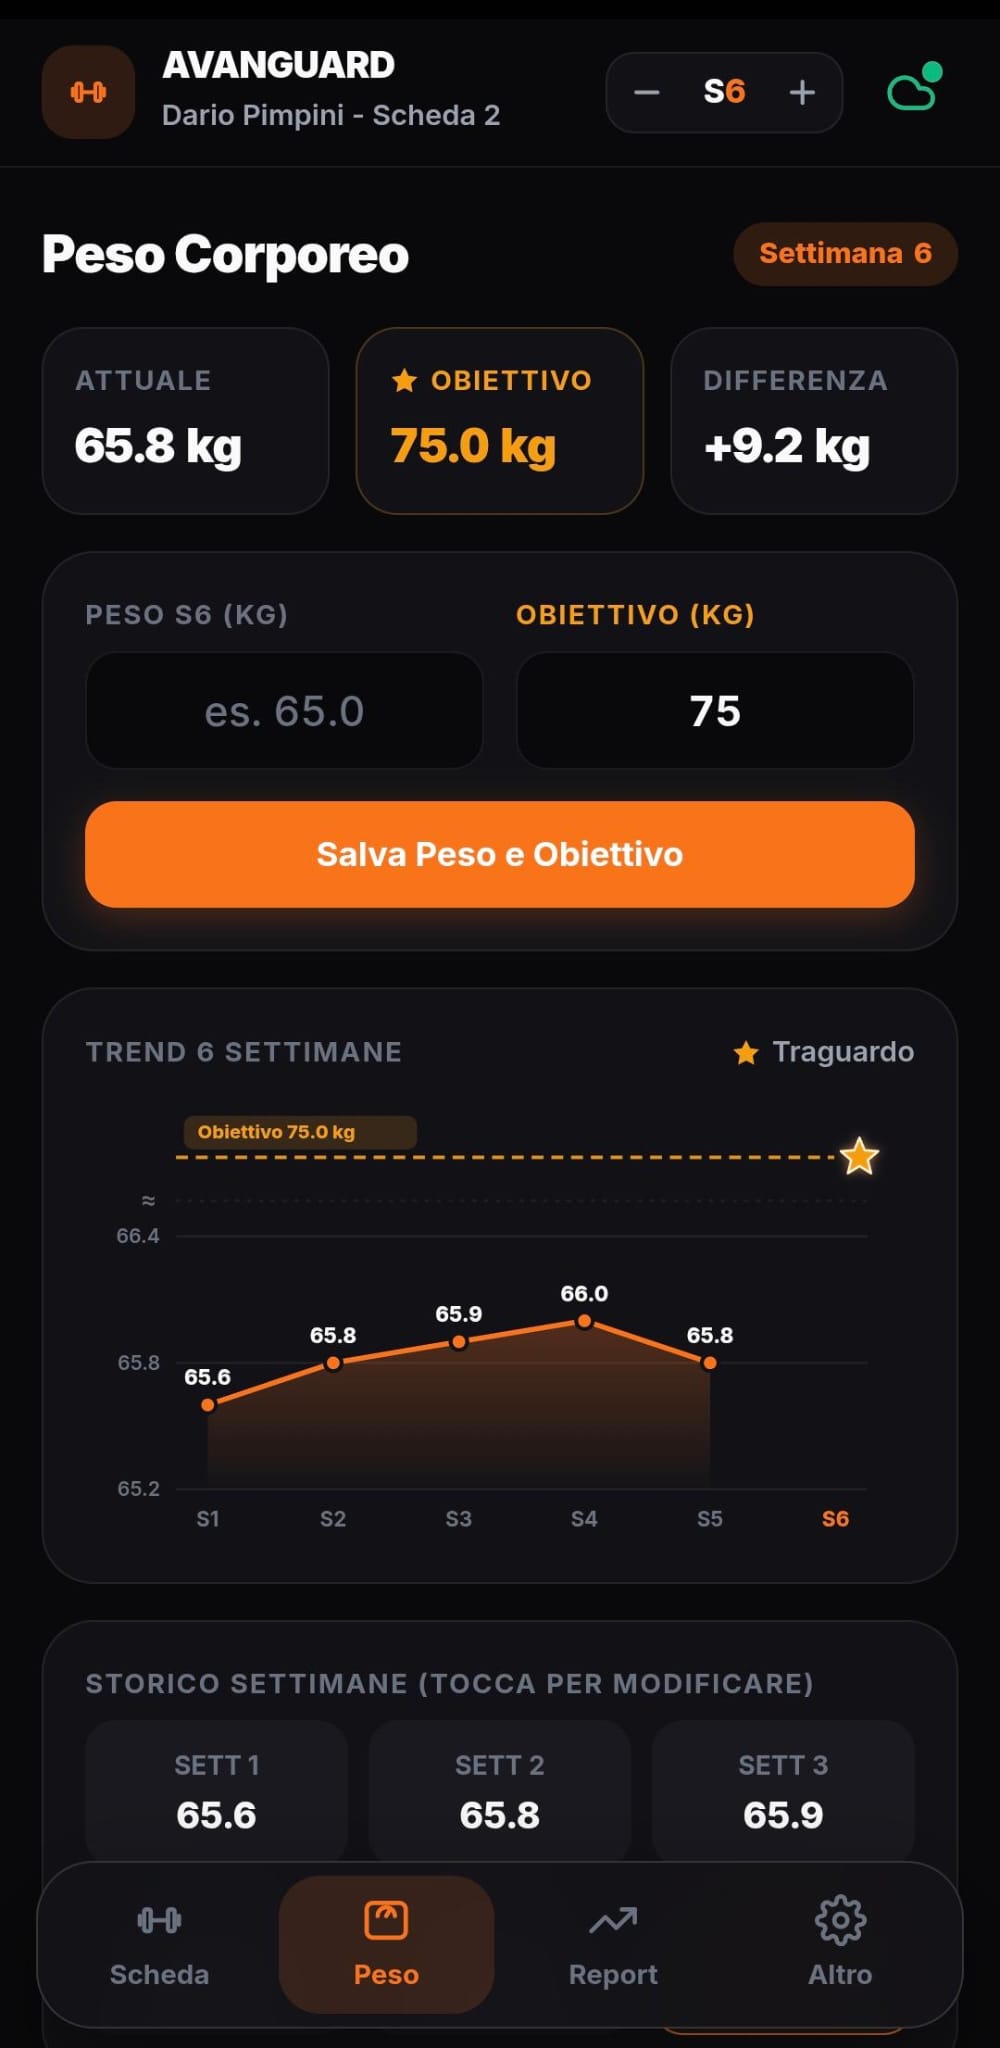 AVANGUARD
Dario Pimpini - Scheda 2
− S6 +
Peso Corporeo
Settimana 6
ATTUALE
65.8 kg
OBIETTIVO
75.0 kg
DIFFERENZA
+9.2 kg
PESO S6 (KG)
es. 65.0
OBIETTIVO (KG)
75
Salva Peso e Obiettivo
TREND 6 SETTIMANE
Traguardo
Obiettivo 75.0 kg
≈
66.4
65.8
65.2
65.6
65.8
65.9
66.0
65.8
S1 S2 S3 S4 S5 S6
STORICO SETTIMANE (TOCCA PER MODIFICARE)
SETT 1
65.6
SETT 2
65.8
SETT 3
65.9
Scheda
Peso
Report
Altro